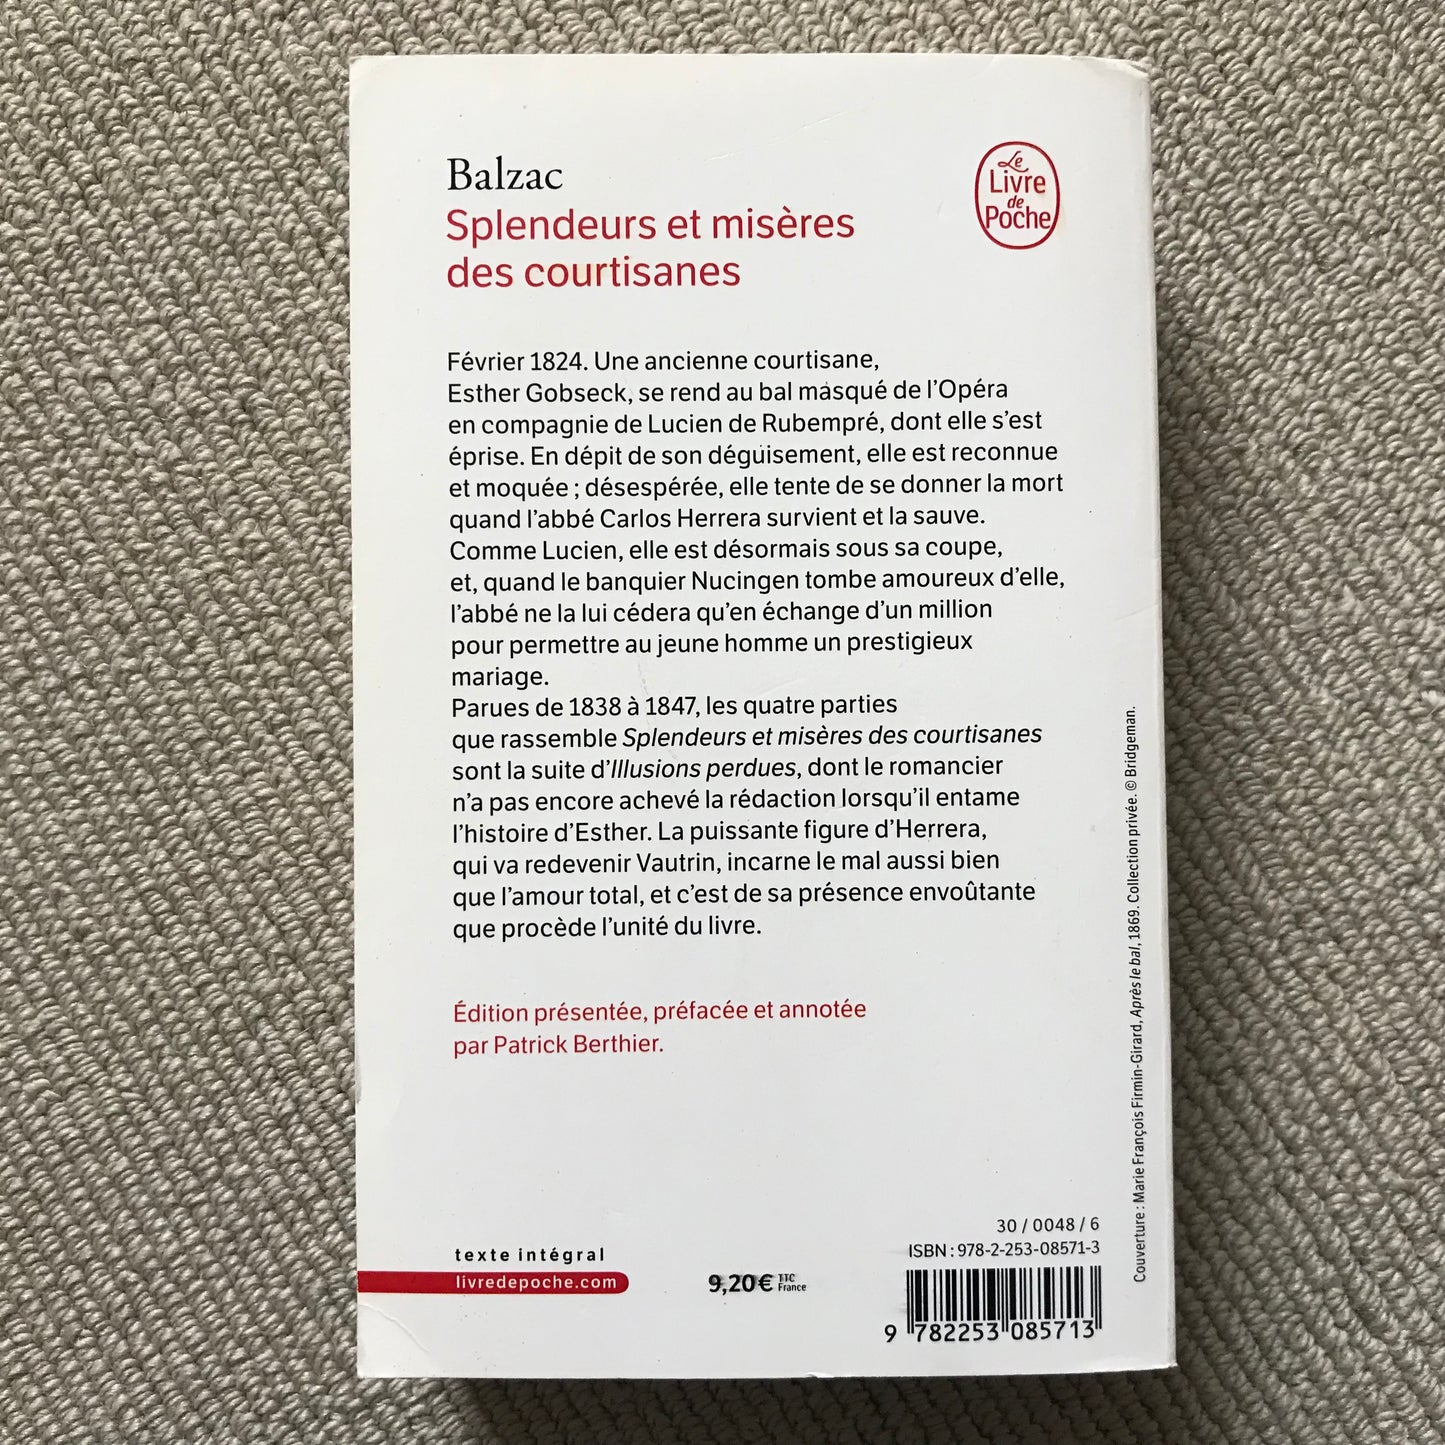 Balzac
Splendeurs et misères
des courtisanes
Le
Livre
de
Poche
Février 1824. Une ancienne courtisane,
Esther Gobseck, se rend au bal masqué de l'Opéra
en compagnie de Lucien de Rubempré, dont elle s'est
éprise. En dépit de son déguisement, elle est reconnue
et moquée ; désespérée, elle tente de se donner la mort
quand l'abbé Carlos Herrera survient et la sauve.
Comme Lucien, elle est désormais sous sa coupe,
et, quand le banquier Nucingen tombe amoureux d'elle,
l'abbé ne la lui cédera qu'en échange d'un million
pour permettre au jeune homme un prestigieux
mariage.
Parues de 1838 à 1847, les quatre parties
que rassemble Splendeurs et misères des courtisanes
sont la suite d'Illusions perdues, dont le romancier
n'a pas encore achevé la rédaction lorsqu'il entame
l'histoire d'Esther. La puissante figure d'Herrera,
qui va redevenir Vautrin, incarne le mal aussi bien
que l'amour total, et c'est de sa présence envoûtante
que procède l'unité du livre.
Édition présentée, préfacée et annotée
par Patrick Berthier.
Couverture : Marie François Firmin-Girard, Après le bal, 1869. Collection privée. © Bridgeman.
texte intégral
livredepoche.com
9,20 € TTC
France
30 / 0048 / 6
ISBN : 978-2-253-08571-3
9 782253 085713